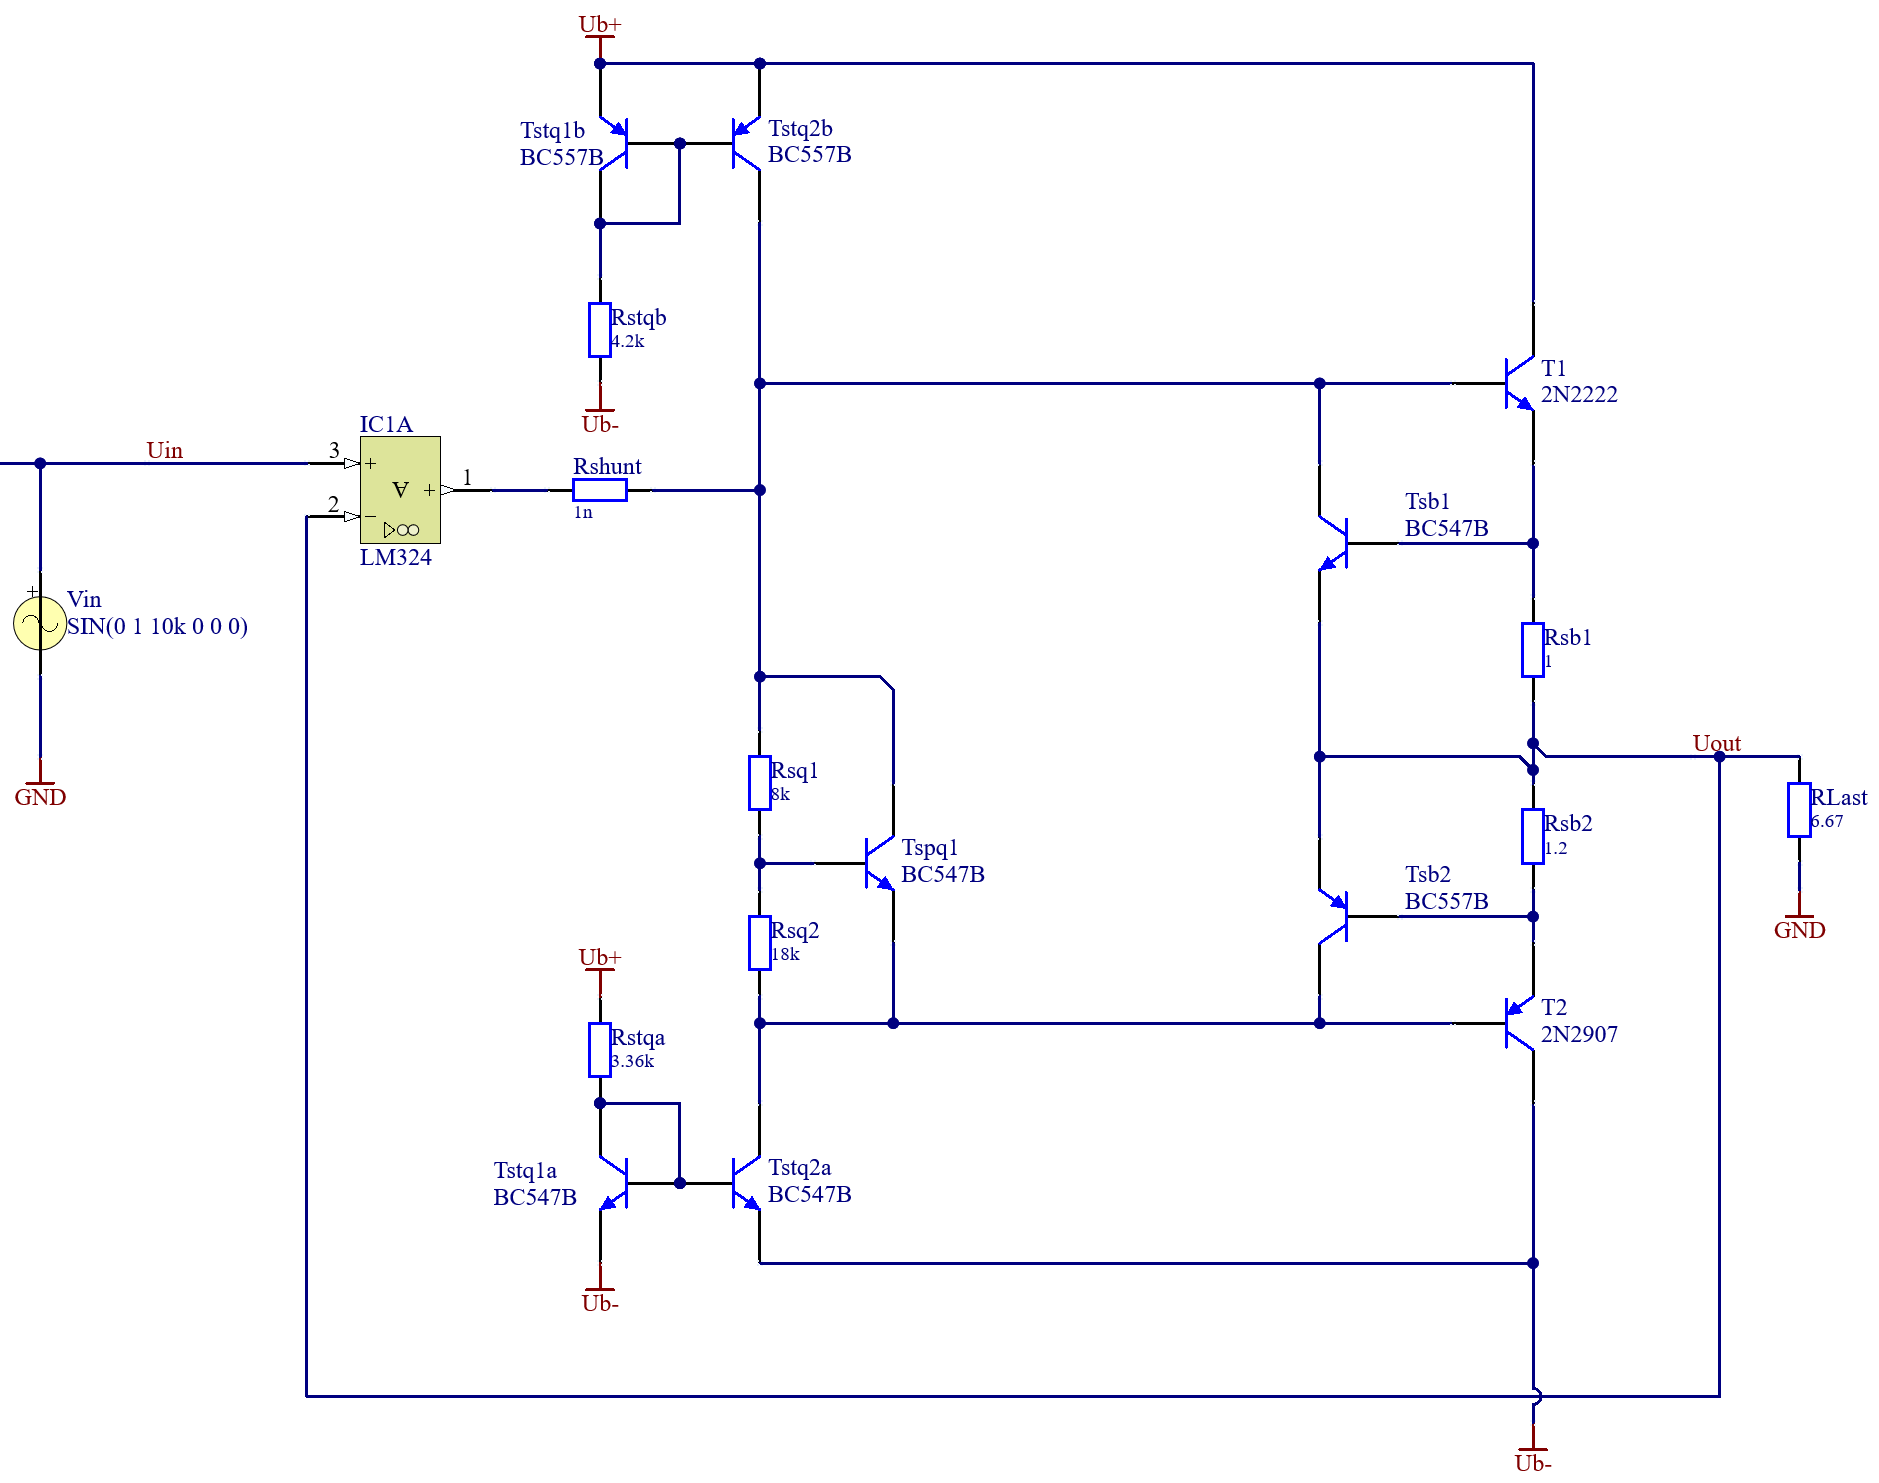 Ub+
Tstq1b
BC557B
Tstq2b
BC557B
Rstqb
4.2k
Ub-
T1
2N2222
IC1A
Uin
3
+
∀
+
1
2
−
▷∞
LM324
Rshunt
1n
Tsb1
BC547B
+
Vin
SIN(0 1 10k 0 0 0)
GND
Rsb1
1
Uout
Rsq1
8k
RLast
6.67
Rsb2
1.2
Tspq1
BC547B
Tsb2
BC557B
Rsq2
18k
GND
Ub+
T2
2N2907
Rstqa
3.36k
Tstq1a
BC547B
Tstq2a
BC547B
Ub-
Ub-